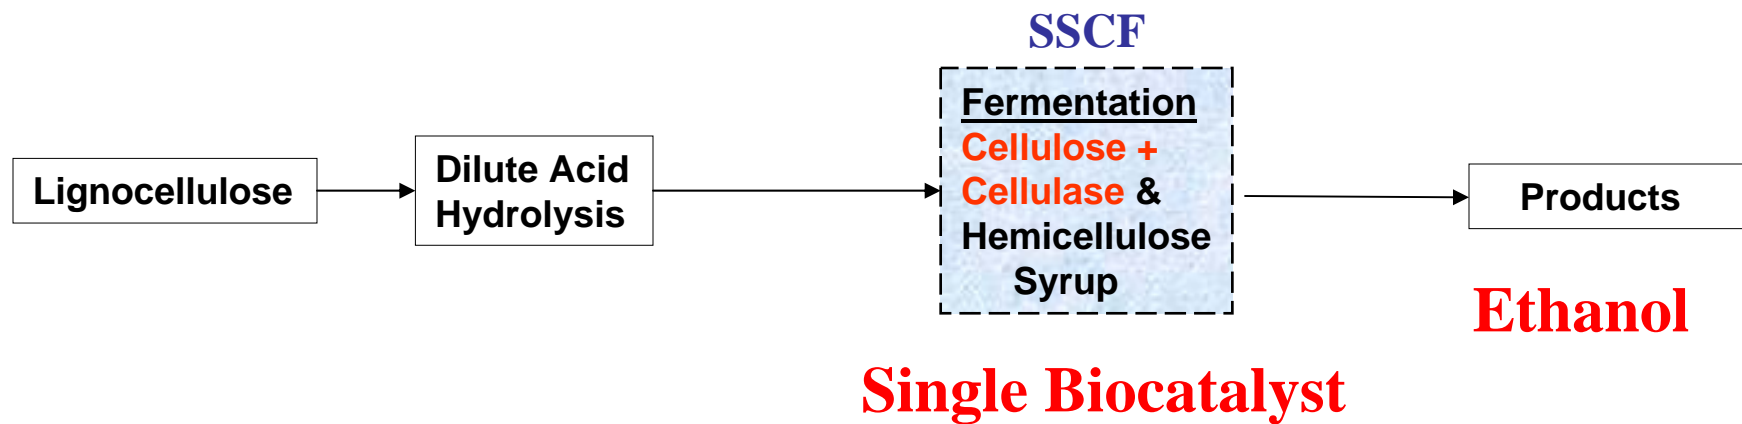 SSCF
Lignocellulose
Dilute Acid
Hydrolysis
Fermentation
Cellulose +
Cellulase &
Hemicellulose
Syrup
Products
Ethanol
Single Biocatalyst